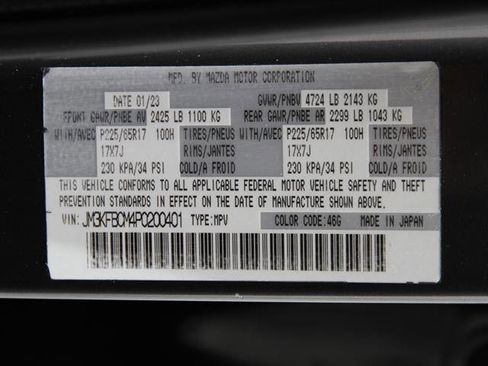 MFD. BY MAZDA MOTOR CORPORATION
DATE 01/23 GVWR/PNBV 4724 LB 2143 KG
FRONT GAWR/PNBE AV 2425 LB 1100 KG REAR GAWR/PNBE AR 2299 LB 1043 KG
WITH/AVEC P225/65R17 100H TIRES/PNEUS WITH/AVEC P225/65R17 100H TIRES/PNEUS
17X7J RIMS/JANTES 17X7J RIMS/JANTES
230 KPA/34 PSI COLD/A FROID 230 KPA/34 PSI COLD/A FROID
THIS VEHICLE CONFORMS TO ALL APPLICABLE FEDERAL MOTOR VEHICLE SAFETY AND THEFT
PREVENTION STANDARDS IN EFFECT ON THE DATE OF MANUFACTURE SHOWN ABOVE.
VIN: JM3KFBCM4P0200401 TYPE: MPV COLOR CODE: 46G MADE IN JAPAN